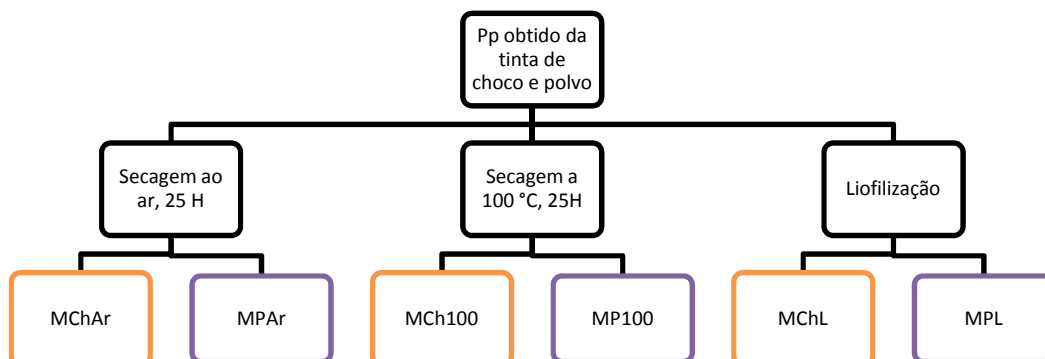 Pp obtido da
tinta de
choco e polvo
Secagem ao
ar, 25 H
Secagem a
100 °C, 25H
Liofilização
MChAr
MPAr
MCh100
MP100
MChL
MPL